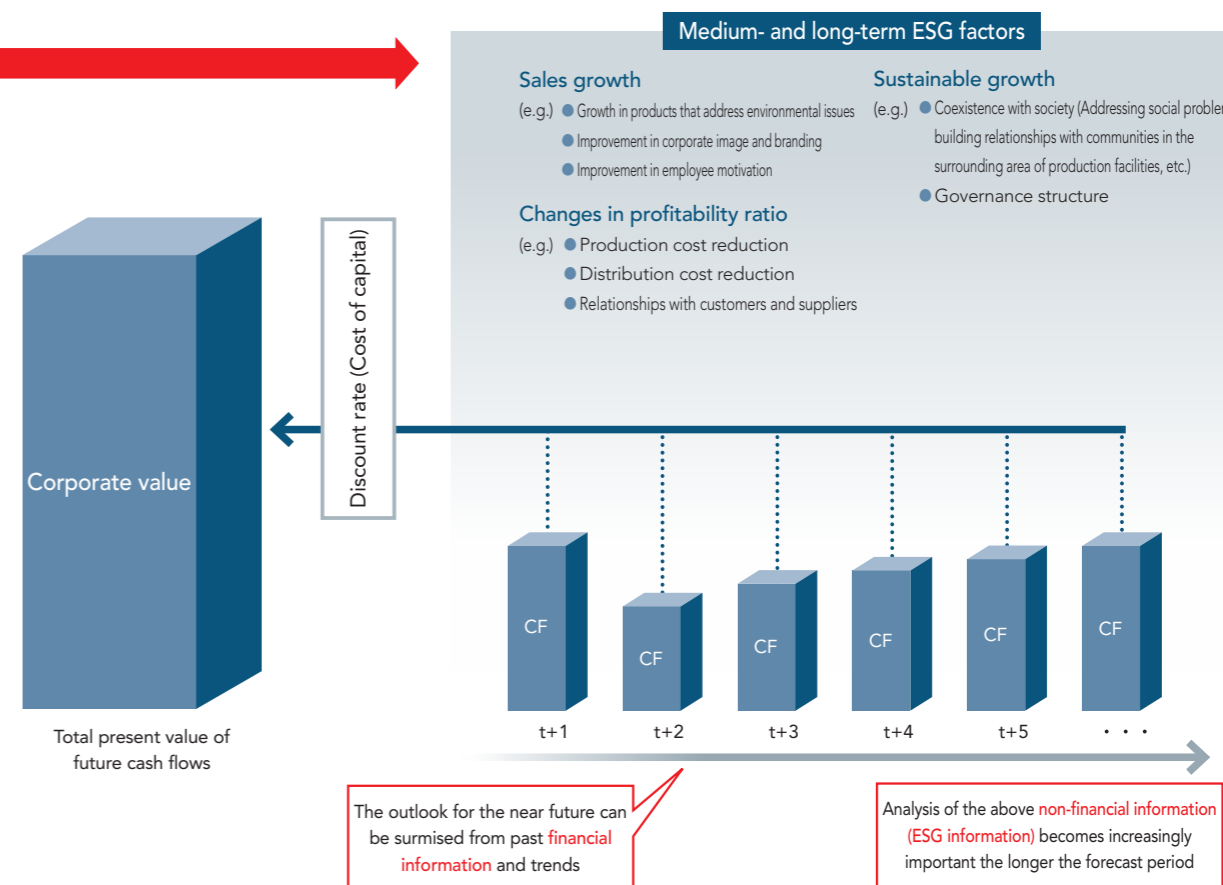 Medium- and long-term ESG factors
Sales growth
(e.g.) ● Growth in products that address environmental issues
● Improvement in corporate image and branding
● Improvement in employee motivation
Changes in profitability ratio
(e.g.) ● Production cost reduction
● Distribution cost reduction
● Relationships with customers and suppliers
Sustainable growth
(e.g.) ● Coexistence with society (Addressing social problem
building relationships with communities in the
surrounding area of production facilities, etc.)
● Governance structure
Discount rate (Cost of capital)
Corporate value
Total present value of
future cash flows
CF
CF
CF
CF
CF
CF
t+1
t+2
t+3
t+4
t+5
· · ·
The outlook for the near future can
be surmised from past financial
information and trends
Analysis of the above non-financial information
(ESG information) becomes increasingly
important the longer the forecast period